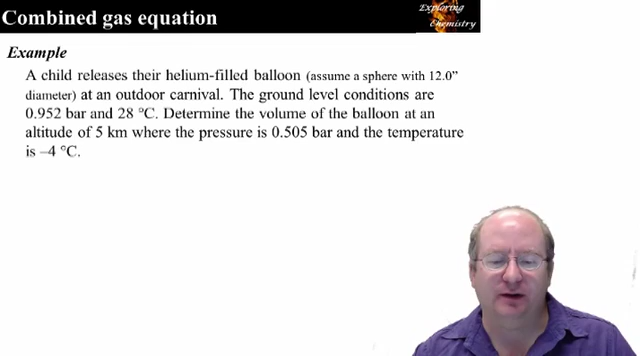 Combined gas equation
Exploring
Chemistry
Example
A child releases their helium-filled balloon (assume a sphere with 12.0”
diameter) at an outdoor carnival. The ground level conditions are
0.952 bar and 28 °C. Determine the volume of the balloon at an
altitude of 5 km where the pressure is 0.505 bar and the temperature
is –4 °C.